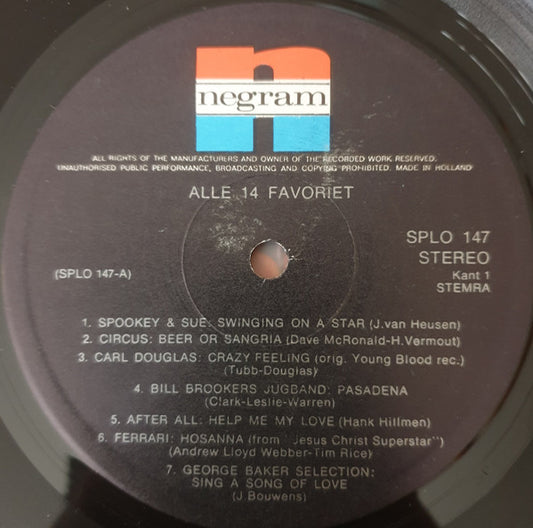 negram
ALL RIGHTS OF THE MANUFACTURERS AND OWNER OF THE RECORDED WORK RESERVED.
UNAUTHORISED PUBLIC PERFORMANCE, BROADCASTING AND COPYING PROHIBITED. MADE IN HOLLAND
ALLE 14 FAVORIET
SPLO 147
STEREO
(SPLO 147-A)
Kant 1
STEMRA
1. SPOOKEY & SUE: SWINGING ON A STAR (J.van Heusen)
2. CIRCUS: BEER OR SANGRIA (Dave McRonald-H.Vermout)
3. CARL DOUGLAS: CRAZY FEELING (orig. Young Blood rec.)
(Tubb-Douglas)
4. BILL BROOKERS JUGBAND: PASADENA
(Clark-Leslie-Warren)
5. AFTER ALL: HELP ME MY LOVE (Hank Hillmen)
6. FERRARI: HOSANNA (from "Jesus Christ Superstar")
(Andrew Lloyd Webber-Tim Rice)
7. GEORGE BAKER SELECTION:
SING A SONG OF LOVE
(J.Bouwens)